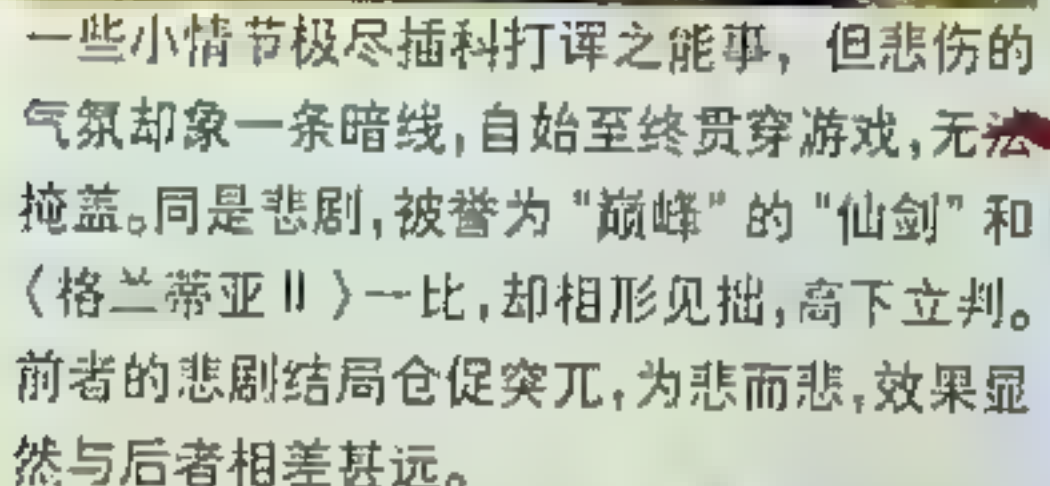 一些小情节极尽插科打诨之能事，但悲伤的
气氛却象一条暗线，自始至终贯穿游戏，无法
掩盖。同是悲剧，被誉为“巅峰”的“仙剑”和
《格兰蒂亚Ⅱ》一比，却相形见拙，高下立判。
前者的悲剧结局仓促突兀，为悲而悲，效果显
然与后者相差甚远。